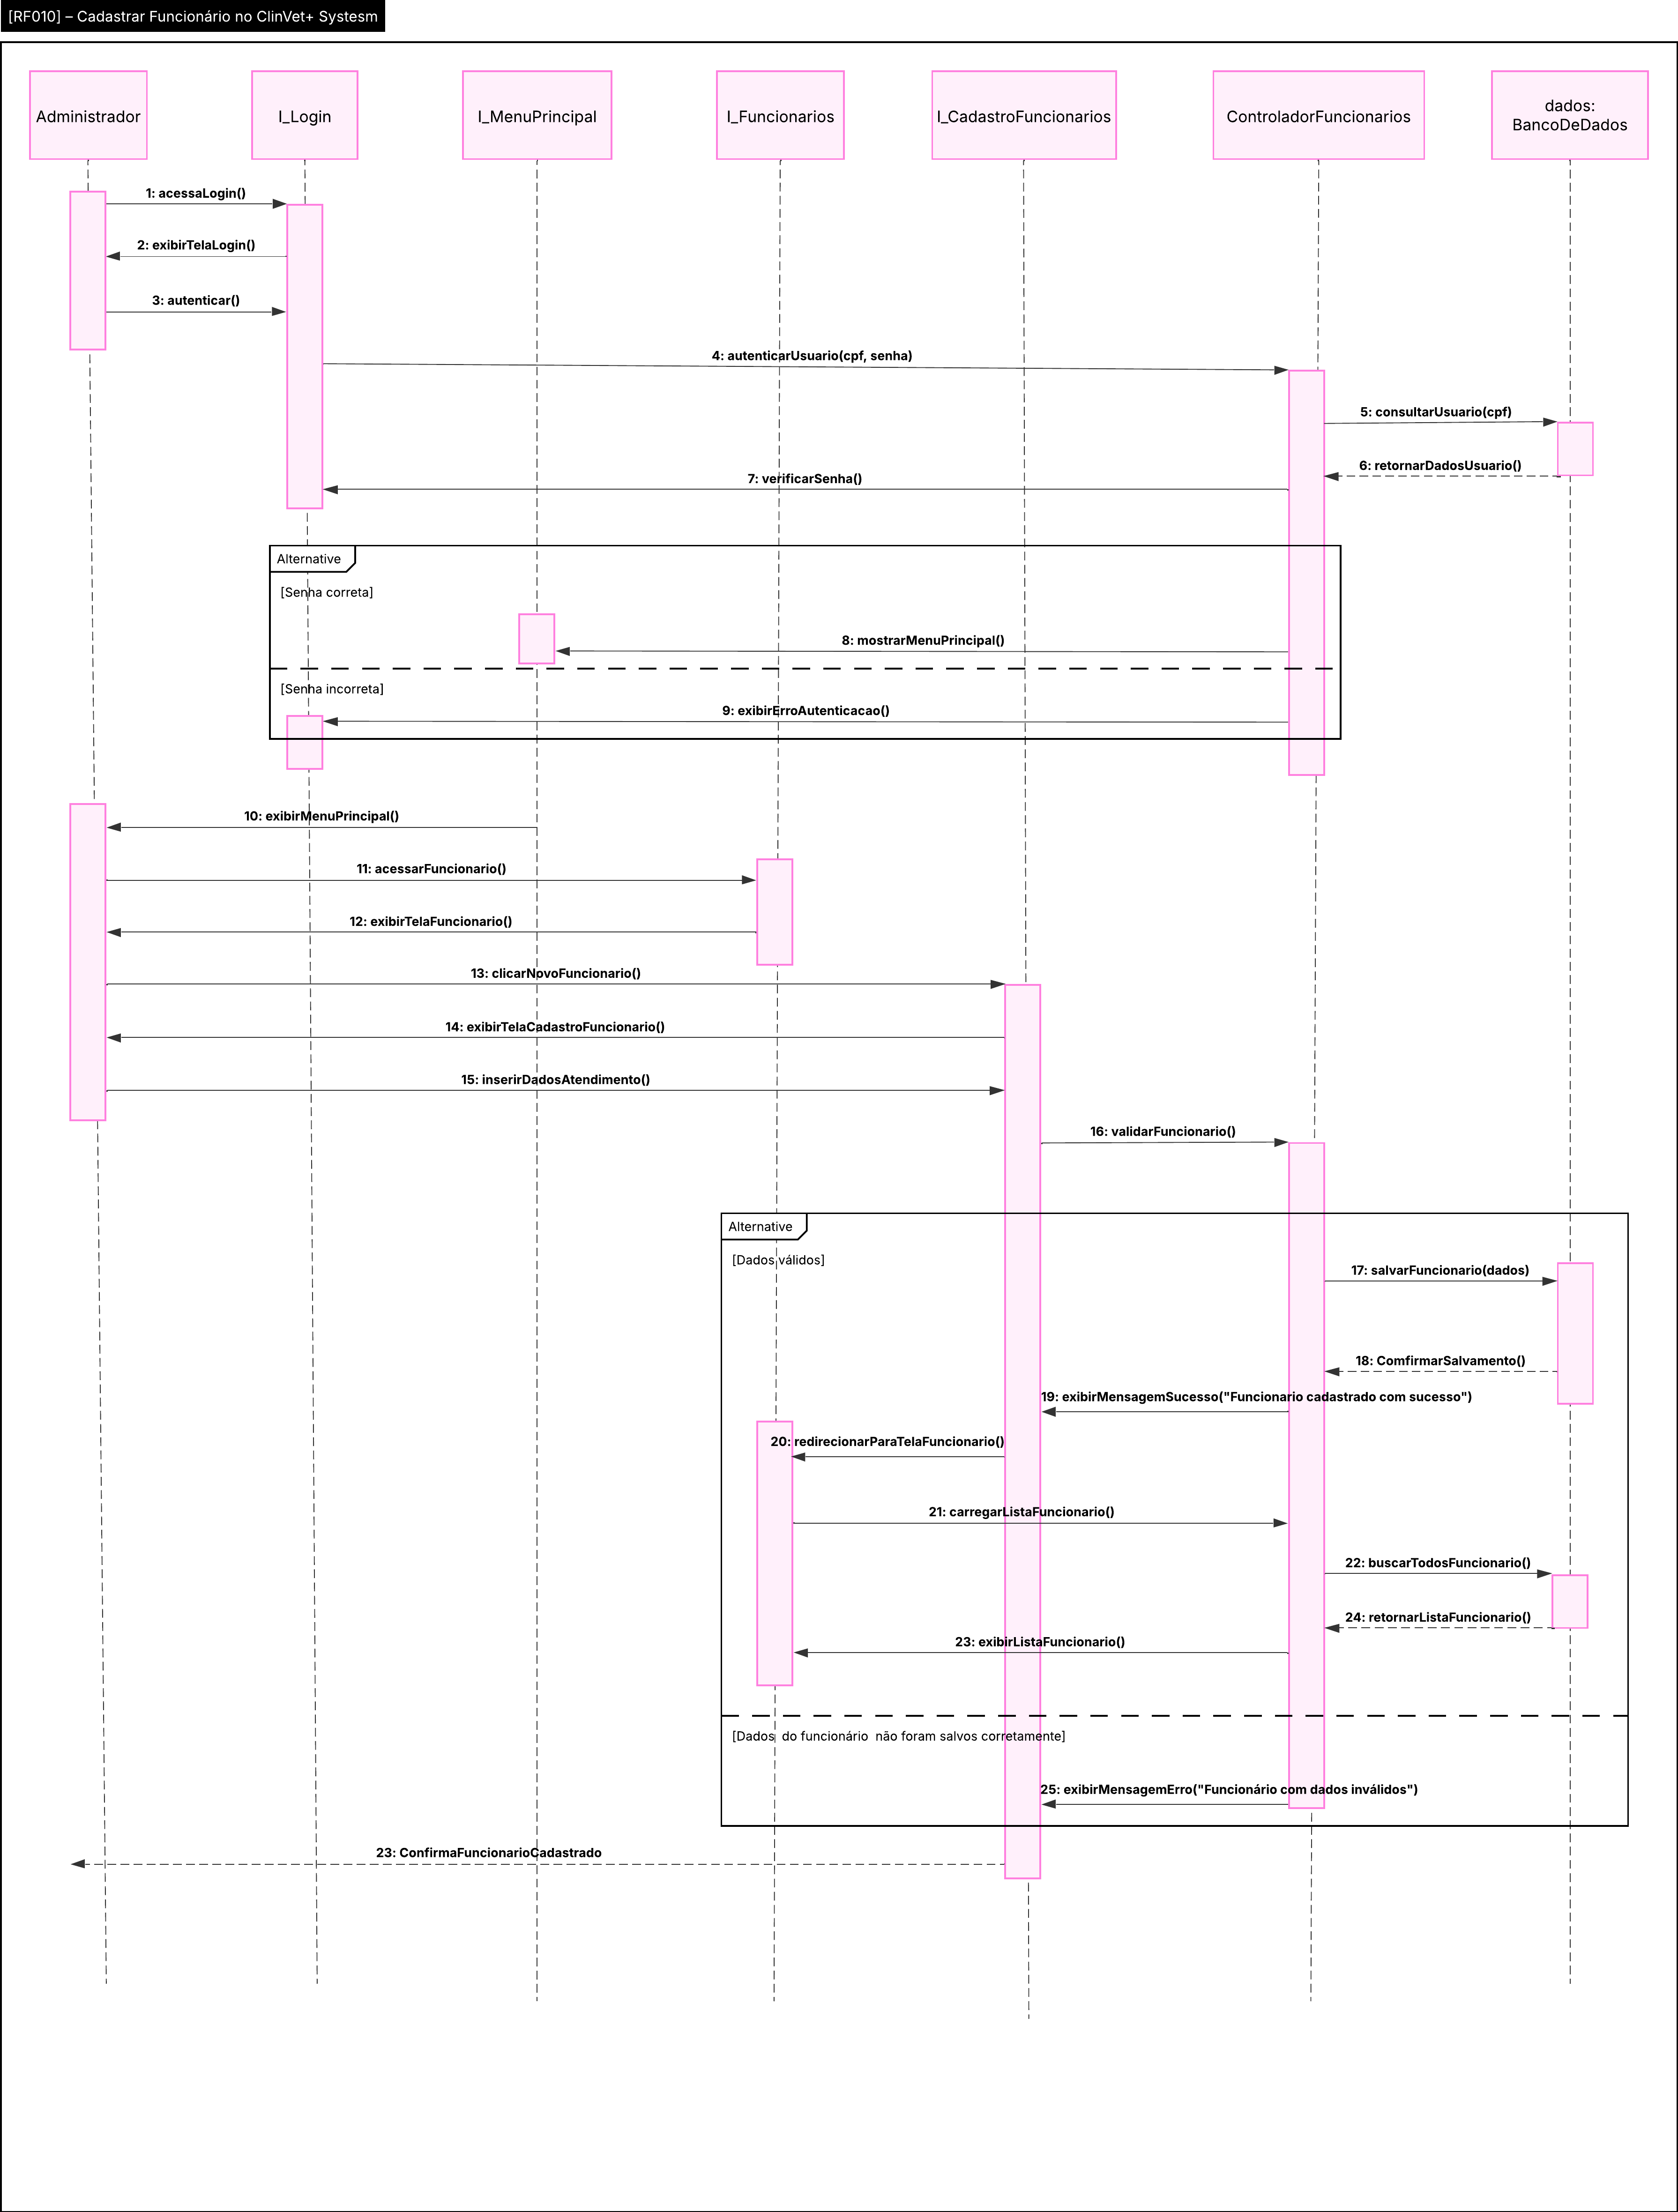 [RF010] – Cadastrar Funcionário no ClinVet+ Systesm
Administrador
I_Login
I_MenuPrincipal
I_Funcionarios
I_CadastroFuncionarios
ControladorFuncionarios
dados:
BancoDeDados
1: acessaLogin()
2: exibirTelaLogin()
3: autenticar()
4: autenticarUsuario(cpf, senha)
5: consultarUsuario(cpf)
6: retornarDadosUsuario()
7: verificarSenha()
Alternative
[Senha correta]
8: mostrarMenuPrincipal()
[Senha incorreta]
9: exibirErroAutenticacao()
10: exibirMenuPrincipal()
11: acessarFuncionario()
12: exibirTelaFuncionario()
13: clicarNovoFuncionario()
14: exibirTelaCadastroFuncionario()
15: inserirDadosAtendimento()
16: validarFuncionario()
Alternative
[Dados válidos]
17: salvarFuncionario(dados)
18: ComfirmarSalvamento()
19: exibirMensagemSucesso("Funcionario cadastrado com sucesso")
20: redirecionarParaTelaFuncionario()
21: carregarListaFuncionario()
22: buscarTodosFuncionario()
24: retornarListaFuncionario()
23: exibirListaFuncionario()
[Dados  do funcionário  não foram salvos corretamente]
25: exibirMensagemErro("Funcionário com dados inválidos")
23: ConfirmaFuncionarioCadastrado